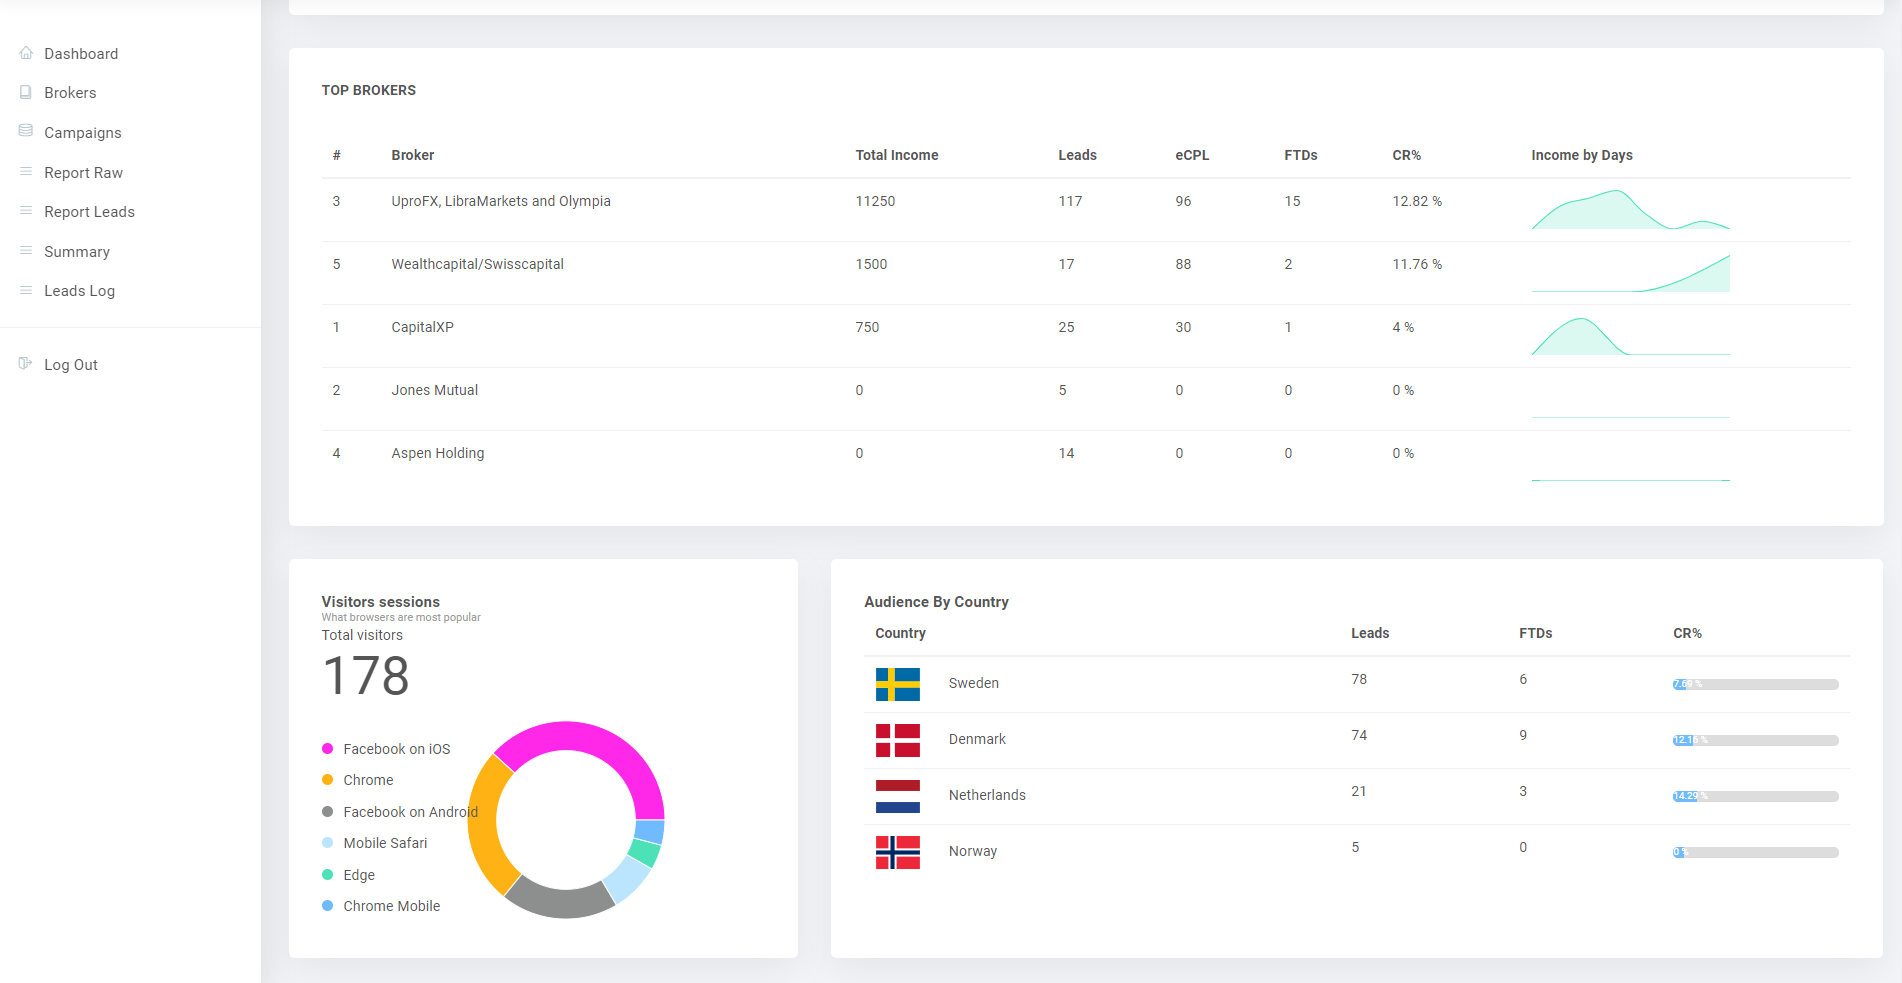 Dashboard
Brokers
Campaigns
Report Raw
Report Leads
Summary
Leads Log
Log Out
TOP BROKERS
# Broker Total Income Leads eCPL FTDs CR% Income by Days
3 UproFX, LibraMarkets and Olympia 11250 117 96 15 12.82 %
5 Wealthcapital/Swisscapital 1500 17 88 2 11.76 %
1 CapitalXP 750 25 30 1 4 %
2 Jones Mutual 0 5 0 0 0 %
4 Aspen Holding 0 14 0 0 0 %
Visitors sessions
What browsers are most popular
Total visitors
178
Facebook on iOS
Chrome
Facebook on Android
Mobile Safari
Edge
Chrome Mobile
Audience By Country
Country Leads FTDs CR%
Sweden 78 6 7.69 %
Denmark 74 9 12.16 %
Netherlands 21 3 14.29 %
Norway 5 0 0 %